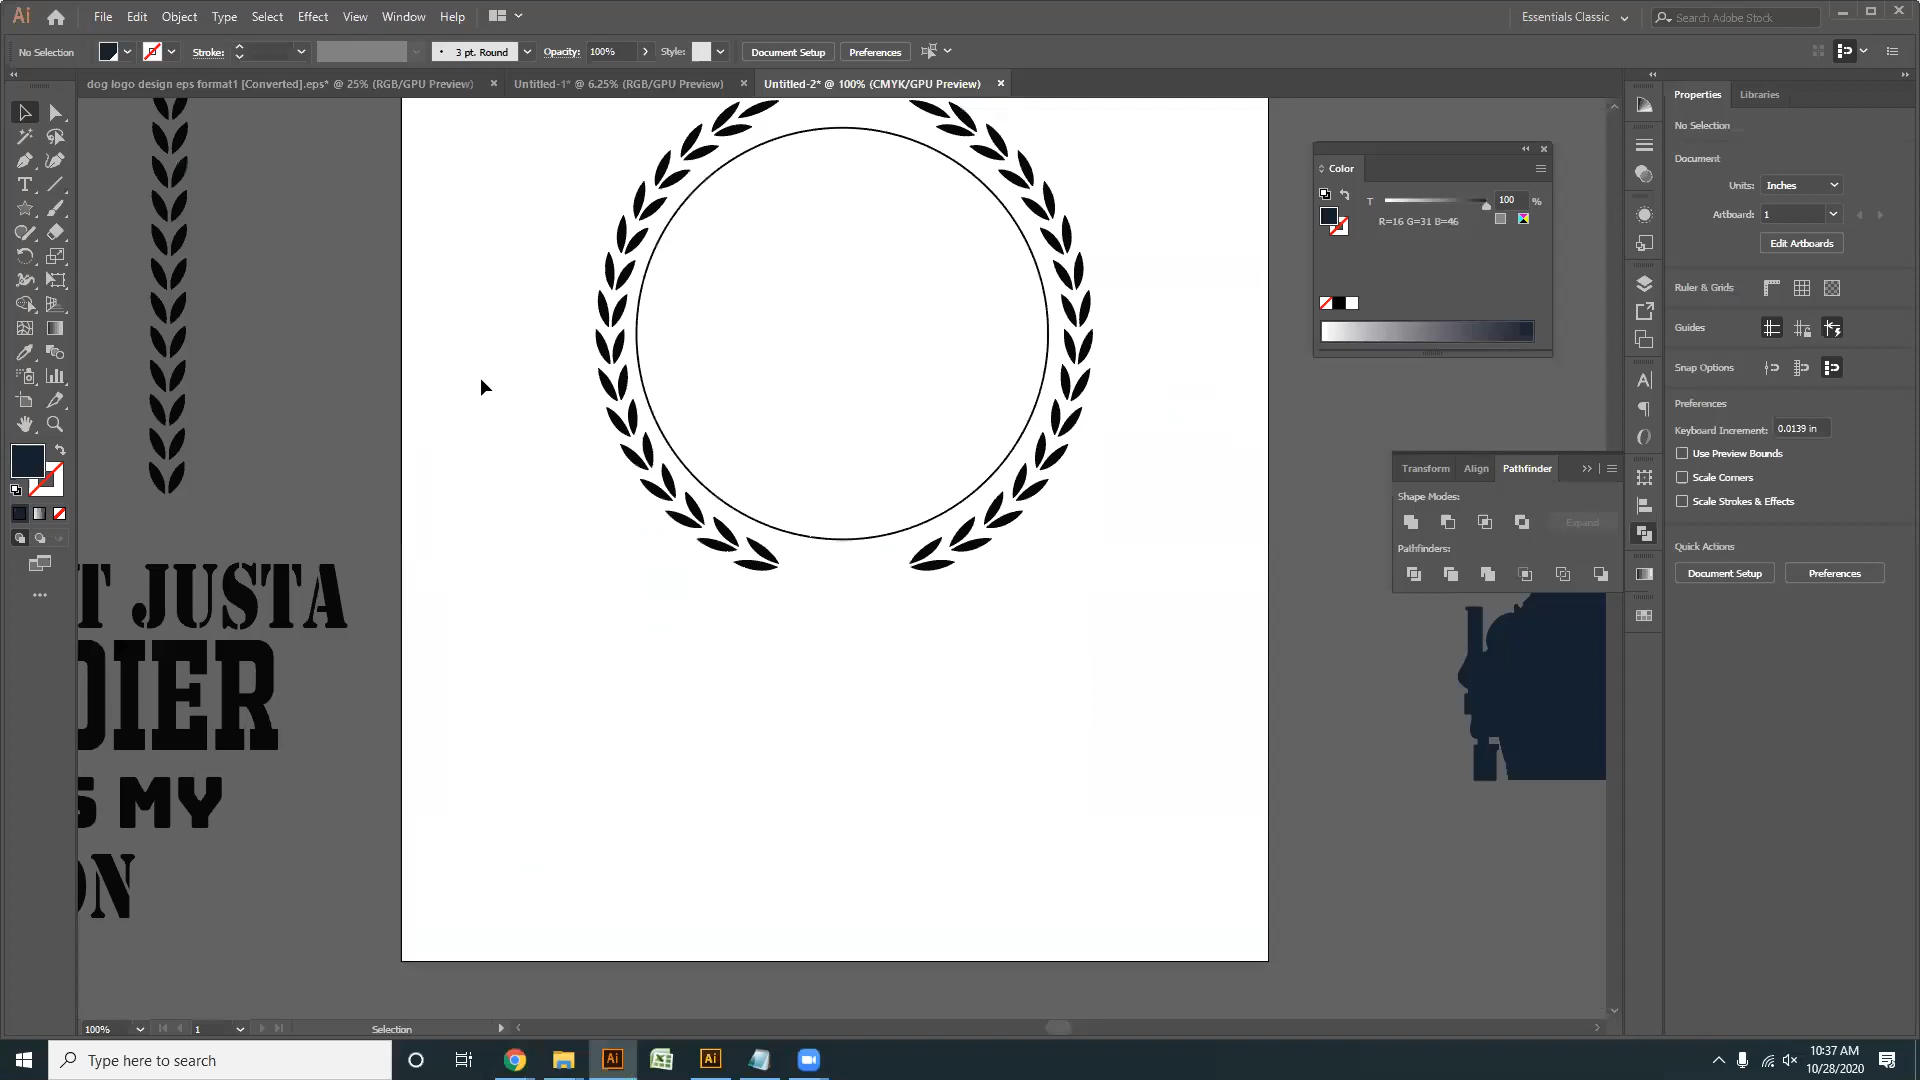 Ai File Edit Object Type Select Effect View Window Help Essentials Classic Search Adobe Stock
No Selection Stroke: 3 pt. Round Opacity: 100% Style: Document Setup Preferences
dog logo design eps format1 [Converted].eps* @ 25% (RGB/GPU Preview) Untitled-1* @ 6.25% (RGB/GPU Preview) Untitled-2* @ 100% (CMYK/GPU Preview)
Properties Libraries
No Selection
Document
Units: Inches
Artboard: 1
Edit Artboards
Ruler & Grids
Guides
Snap Options
Preferences
Keyboard Increment: 0.0139 in
Use Preview Bounds
Scale Corners
Scale Strokes & Effects
Quick Actions
Document Setup Preferences
Color
T 100 %
R=16 G=31 B=46
Transform Align Pathfinder
Shape Modes:
Expand
Pathfinders:
T JUSTA
DIER
S MY
ON
100% 1 Selection
Type here to search
10:37 AM
10/28/2020